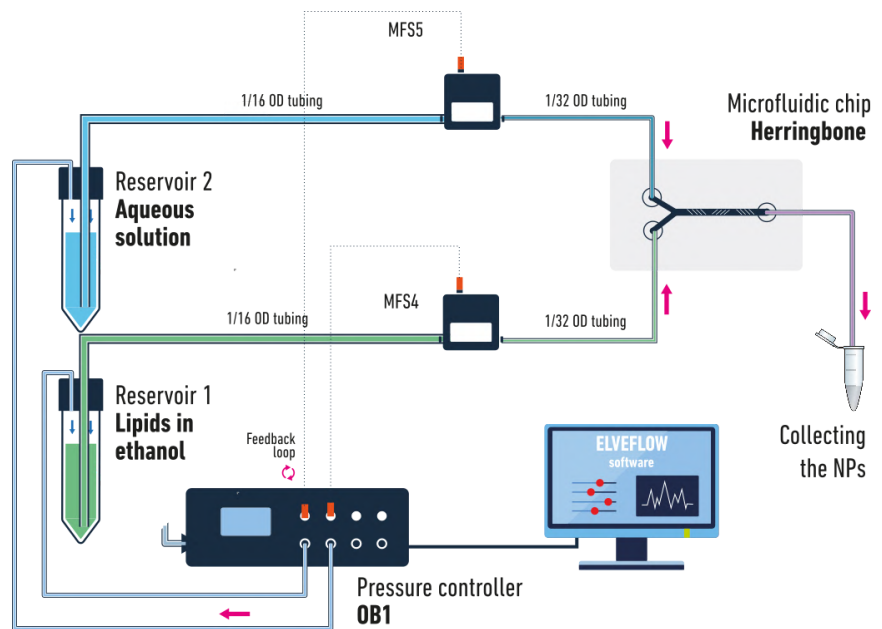 MFS5
1/16 OD tubing
1/32 OD tubing
Microfluidic chip
Herringbone
Reservoir 2
Aqueous
solution
MFS4
1/16 OD tubing
1/32 OD tubing
Reservoir 1
Lipids in
ethanol
Feedback
loop
ELVEFLOW
software
Collecting
the NPs
Pressure controller
OB1